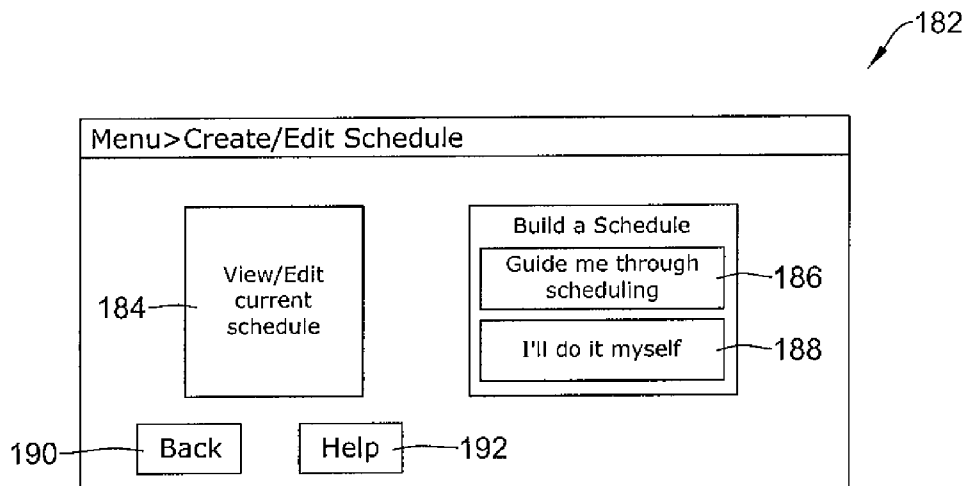 182
Menu>Create/Edit Schedule
184
View/Edit
current
schedule
Build a Schedule
Guide me through
scheduling
186
I'll do it myself
188
190
Back
Help
192